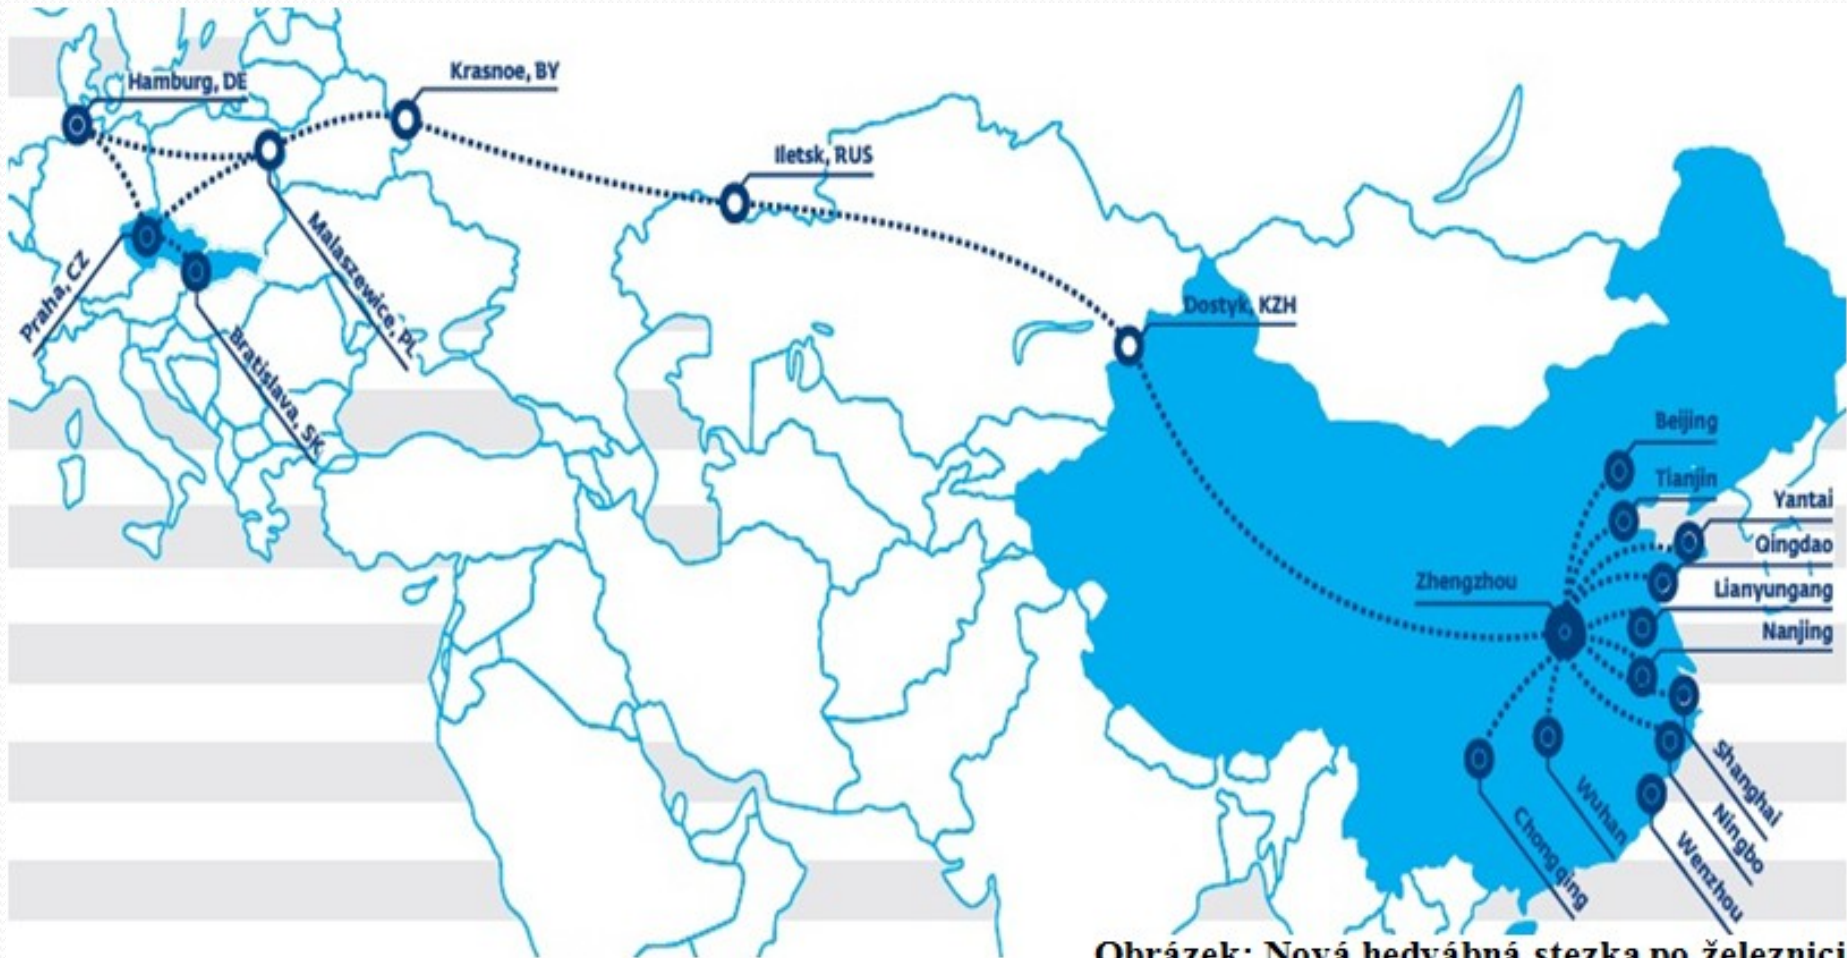 Hamburg, DE
Krasnoe, BY
Iletsk, RUS
Malaszewice, PL
Praha, CZ
Bratislava, SK
Dostyk, KZH
Beijing
Tianjin
Yantai
Qingdao
Zhengzhou
Lianyungang
Nanjing
Shanghai
Ningbo
Wuhan
Wenzhou
Chongqing
Obrázek: Nová hedvábná stezka po železnici